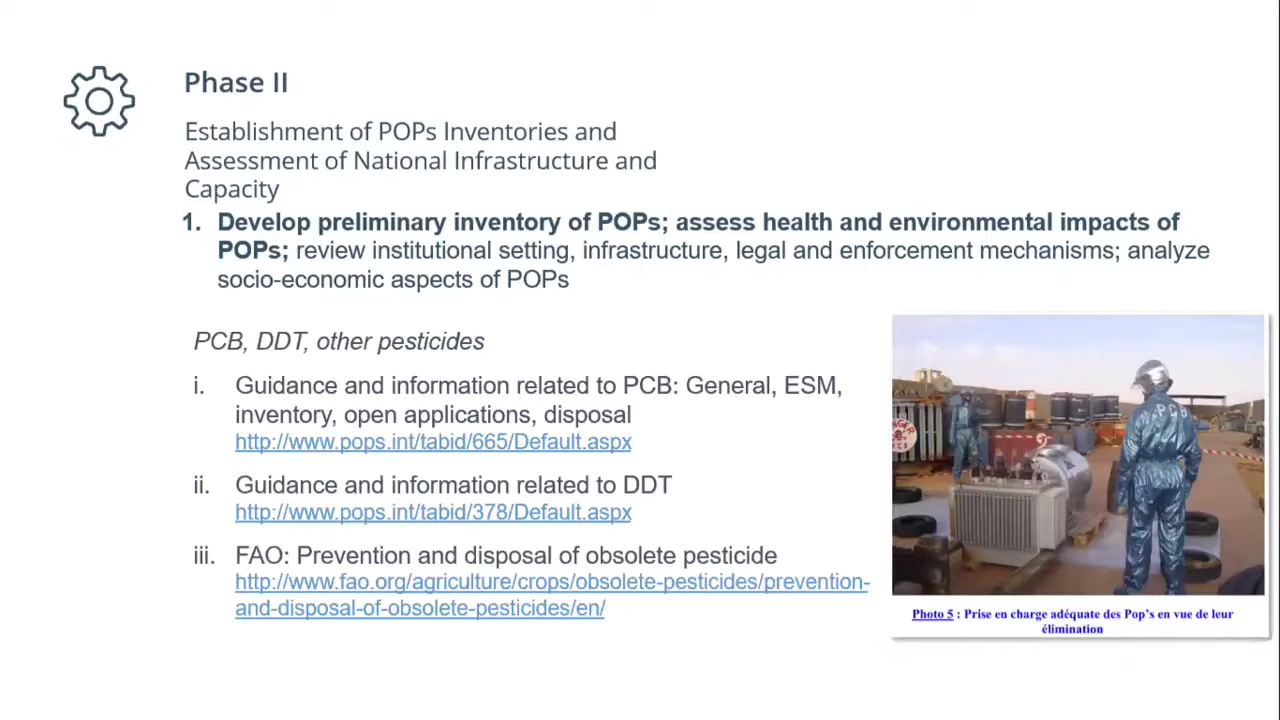 Phase II
Establishment of POPs Inventories and
Assessment of National Infrastructure and
Capacity
1. Develop preliminary inventory of POPs; assess health and environmental impacts of
POPs; review institutional setting, infrastructure, legal and enforcement mechanisms; analyze
socio-economic aspects of POPs
PCB, DDT, other pesticides
i. Guidance and information related to PCB: General, ESM,
inventory, open applications, disposal
http://www.pops.int/tabid/665/Default.aspx
ii. Guidance and information related to DDT
http://www.pops.int/tabid/378/Default.aspx
iii. FAO: Prevention and disposal of obsolete pesticide
http://www.fao.org/agriculture/crops/obsolete-pesticides/prevention-
and-disposal-of-obsolete-pesticides/en/
PCB
Photo 5 : Prise en charge adéquate des Pop's en vue de leur
élimination